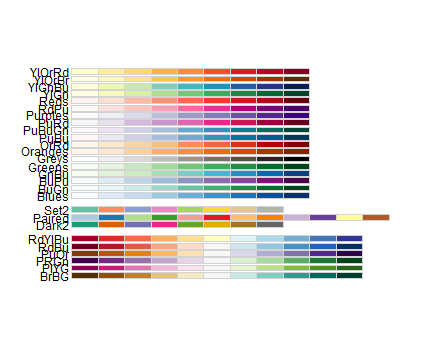 YlOrRd
YlOrBr
YlGnBu
YlGn
Reds
RdPu
Purples
PuRd
PuBuGn
PuBu
OrRd
Oranges
Greys
Greens
GnBu
BuPu
BuGn
Blues
Set2
Paired
Dark2
RdYlBu
RdBu
PuOr
PRGn
PiYG
BrBG